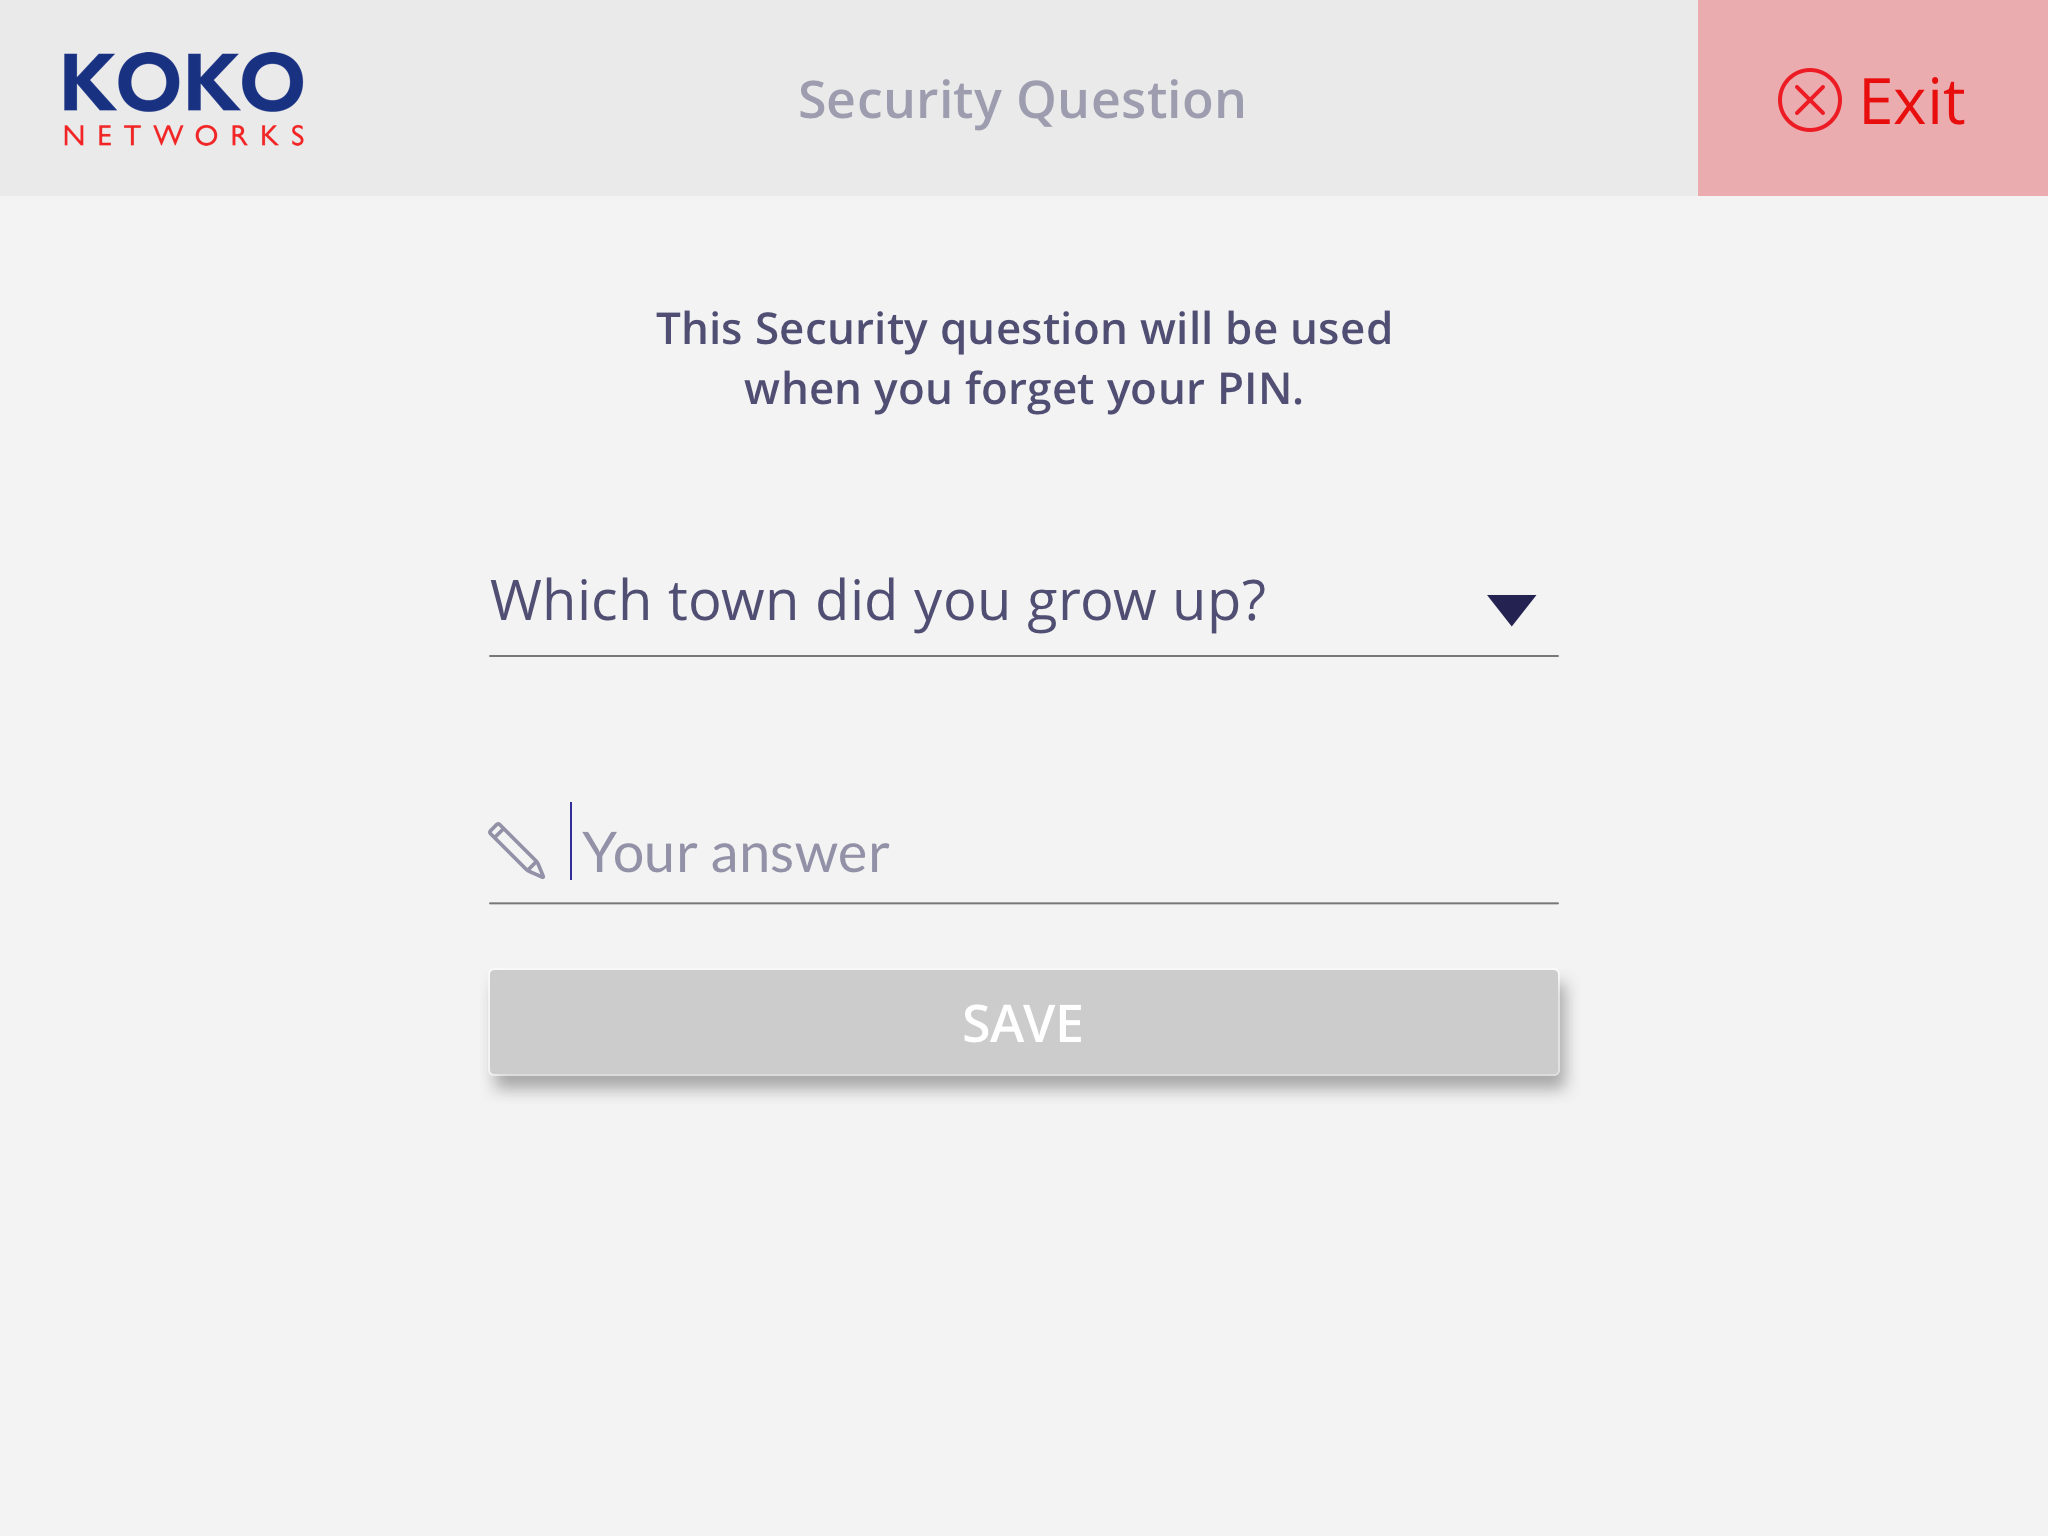 KOKO
NETWORKS
Security Question
Exit
This Security question will be used
when you forget your PIN.
Which town did you grow up?
Your answer
SAVE